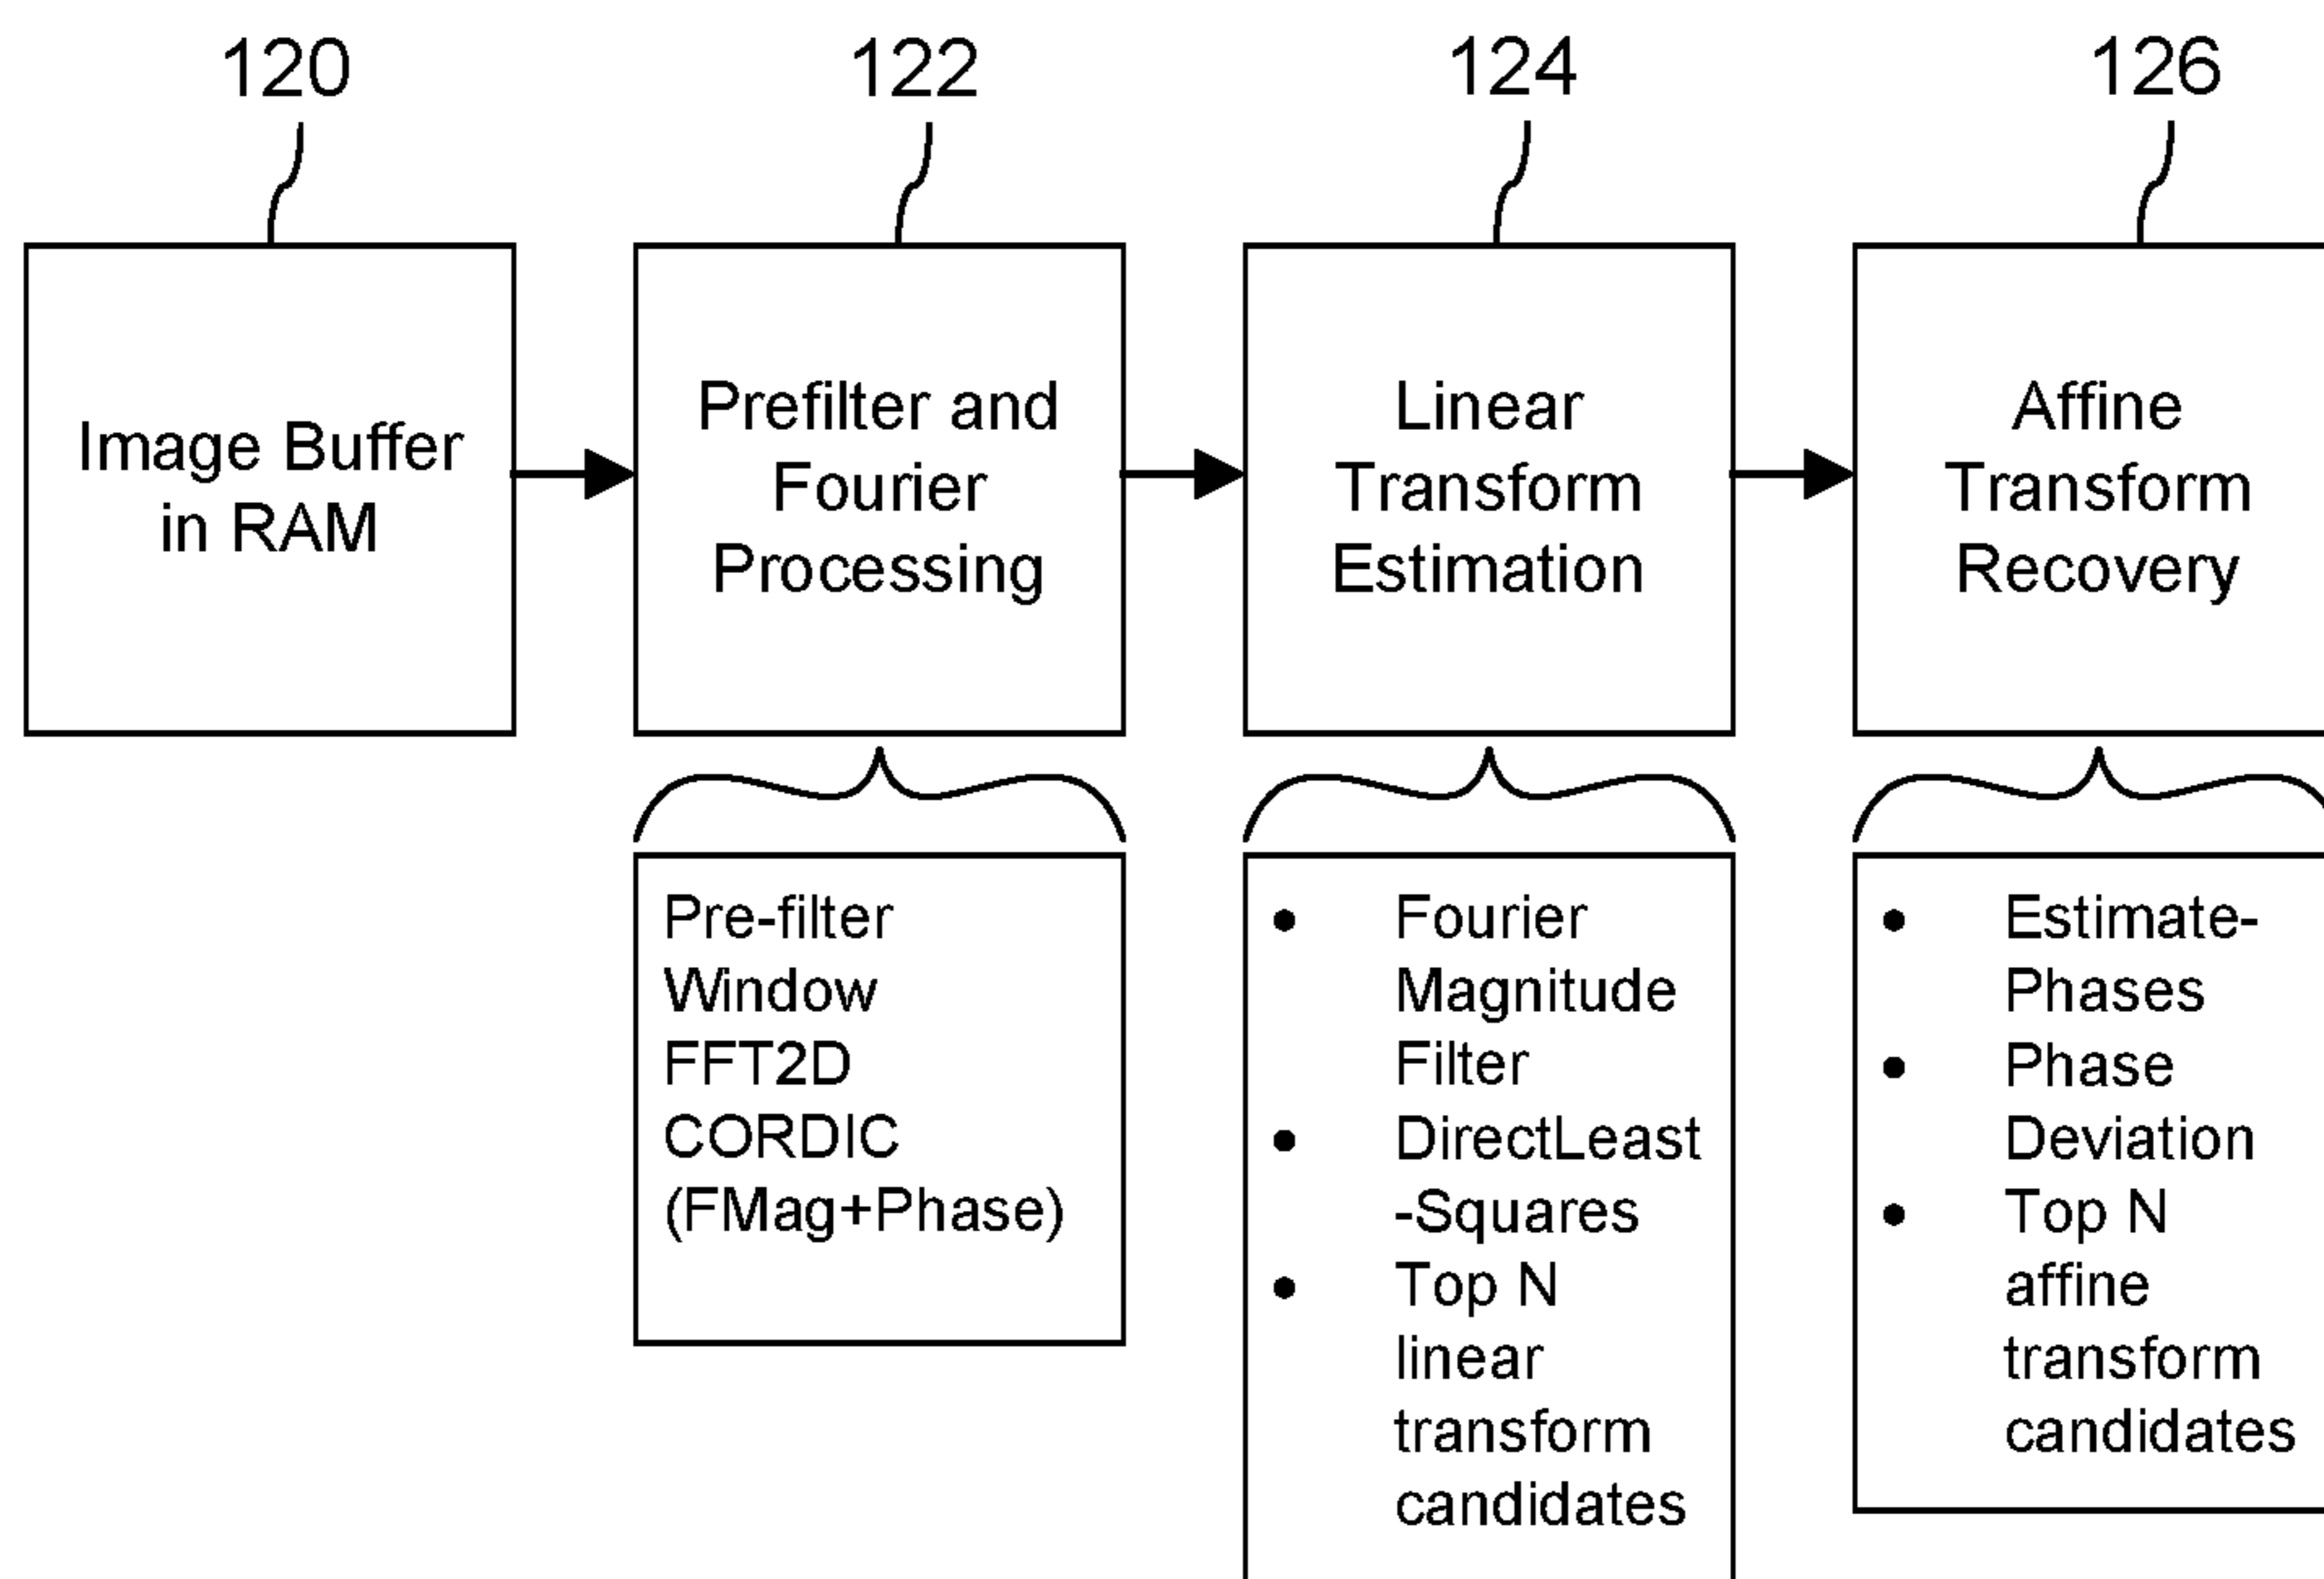 120
122
124
126
Image Buffer
in RAM
Prefilter and
Fourier
Processing
Linear
Transform
Estimation
Affine
Transform
Recovery
Pre-filter
Window
FFT2D
CORDIC
(FMag+Phase)
• Fourier
Magnitude
Filter
• DirectLeast
-Squares
• Top N
linear
transform
candidates
• Estimate-
Phases
• Phase
Deviation
• Top N
affine
transform
candidates